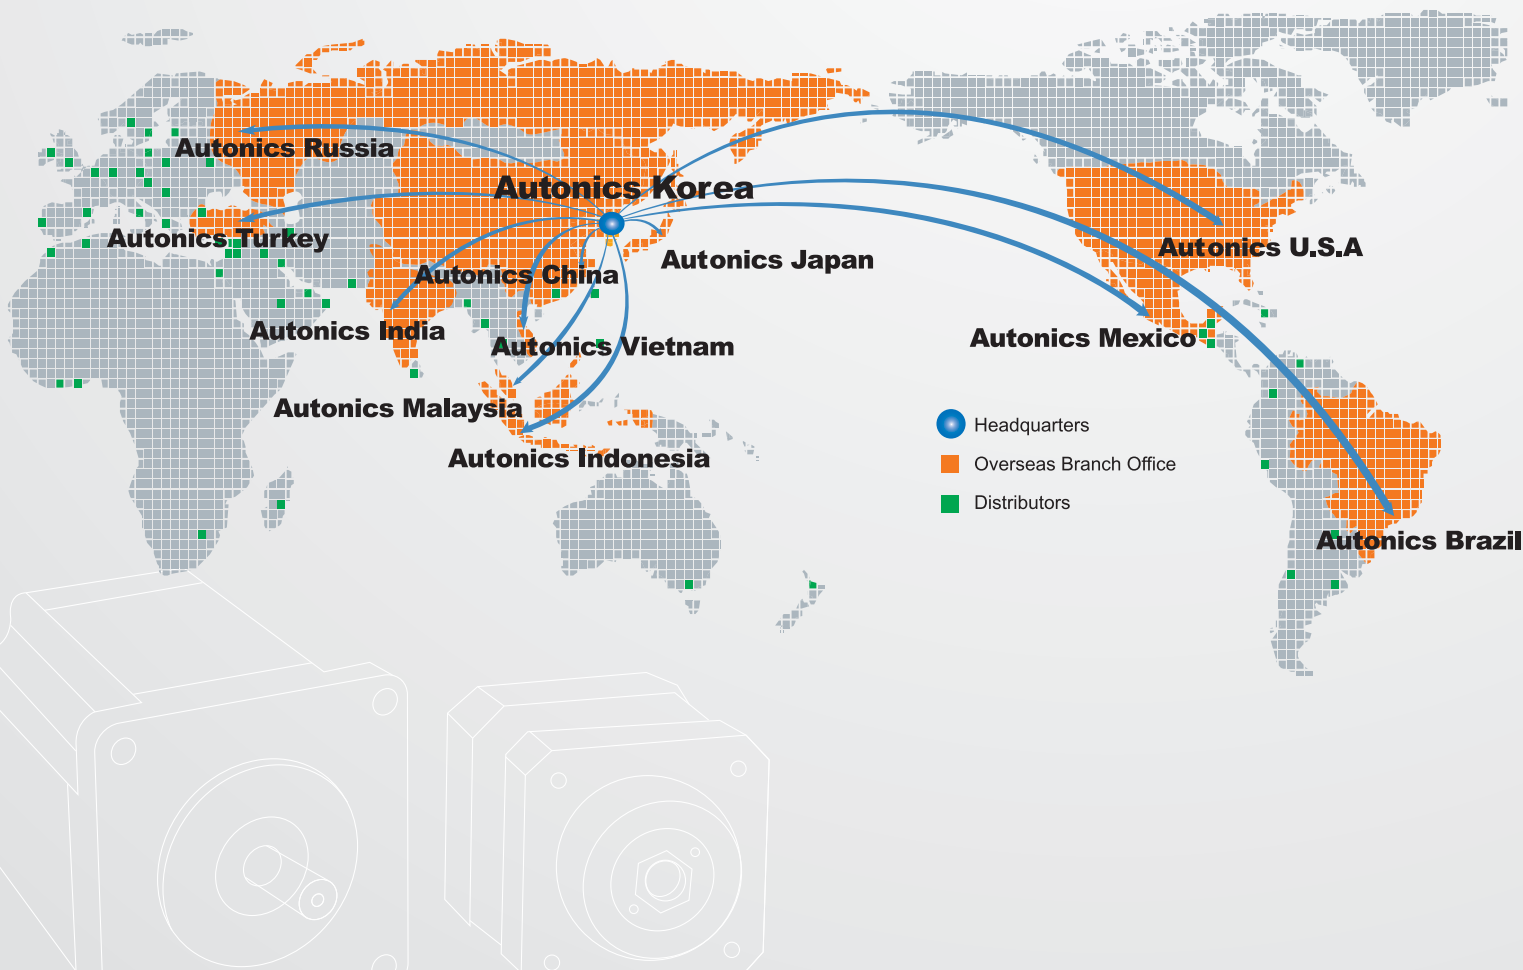 Autonics Russia
Autonics Korea
Autonics Turkey
Autonics U.S.A
Autonics Japan
Autonics China
Autonics India
Autonics Mexico
Autonics Vietnam
Autonics Malaysia
Headquarters
Autonics Indonesia
Overseas Branch Office
Distributors
Autonics Brazil